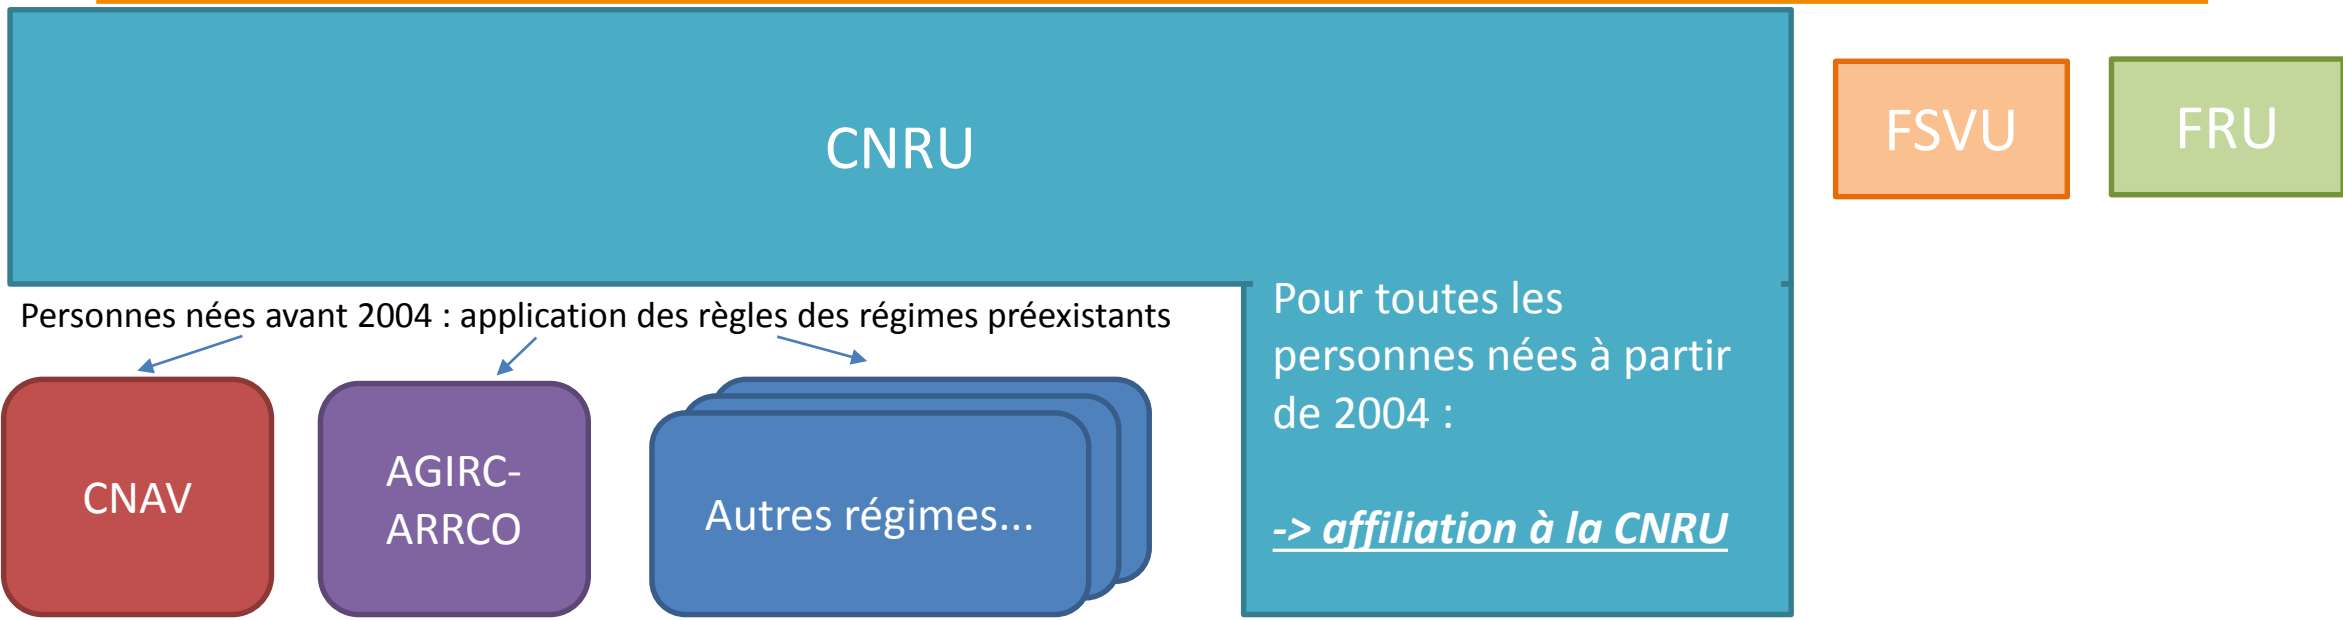 CNRU
FSVU
FRU
Personnes nées avant 2004 : application des règles des régimes préexistants
CNAV
AGIRC-
ARRCO
Autres régimes...
Pour toutes les
personnes nées à partir
de 2004 :
-> affiliation à la CNRU